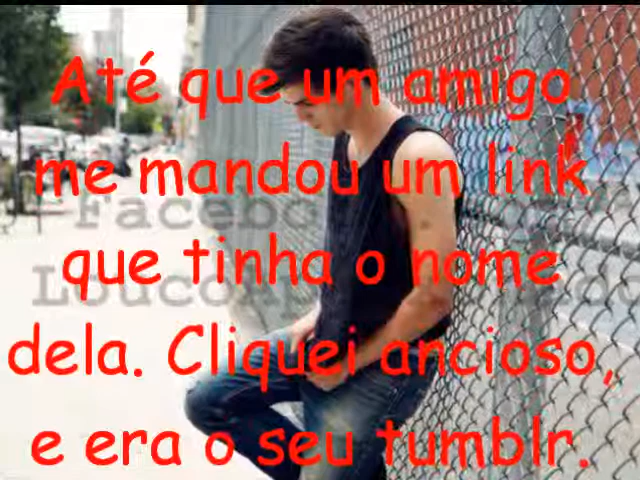 Até que um amigo
me mandou um link
que tinha o nome
dela. Cliquei ancioso,
e era o seu tumblr.